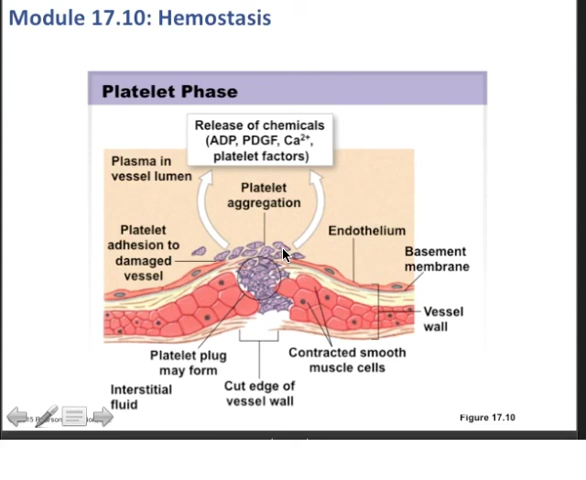 Module 17.10: Hemostasis
Platelet Phase
Release of chemicals
(ADP, PDGF, Ca²⁺,
platelet factors)
Plasma in
vessel lumen
Platelet
aggregation
Platelet
adhesion to
damaged
vessel
Endothelium
Basement
membrane
Vessel
wall
Platelet plug
may form
Contracted smooth
muscle cells
Interstitial
fluid
Cut edge of
vessel wall
Figure 17.10